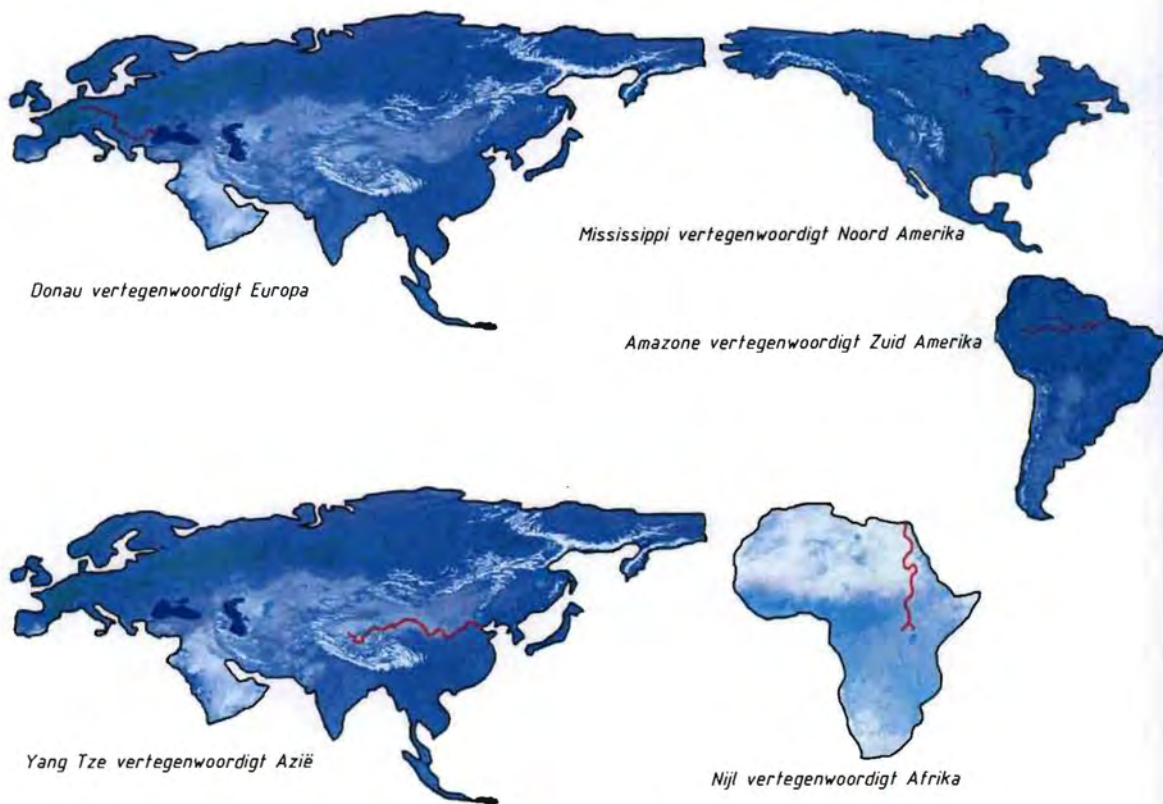 Mississippi vertegenwoordigt Noord Amerika
Donau vertegenwoordigt Europa
Amazone vertegenwoordigt Zuid Amerika
Yang Tze vertegenwoordigt Azië
Nijl vertegenwoordigt Afrika